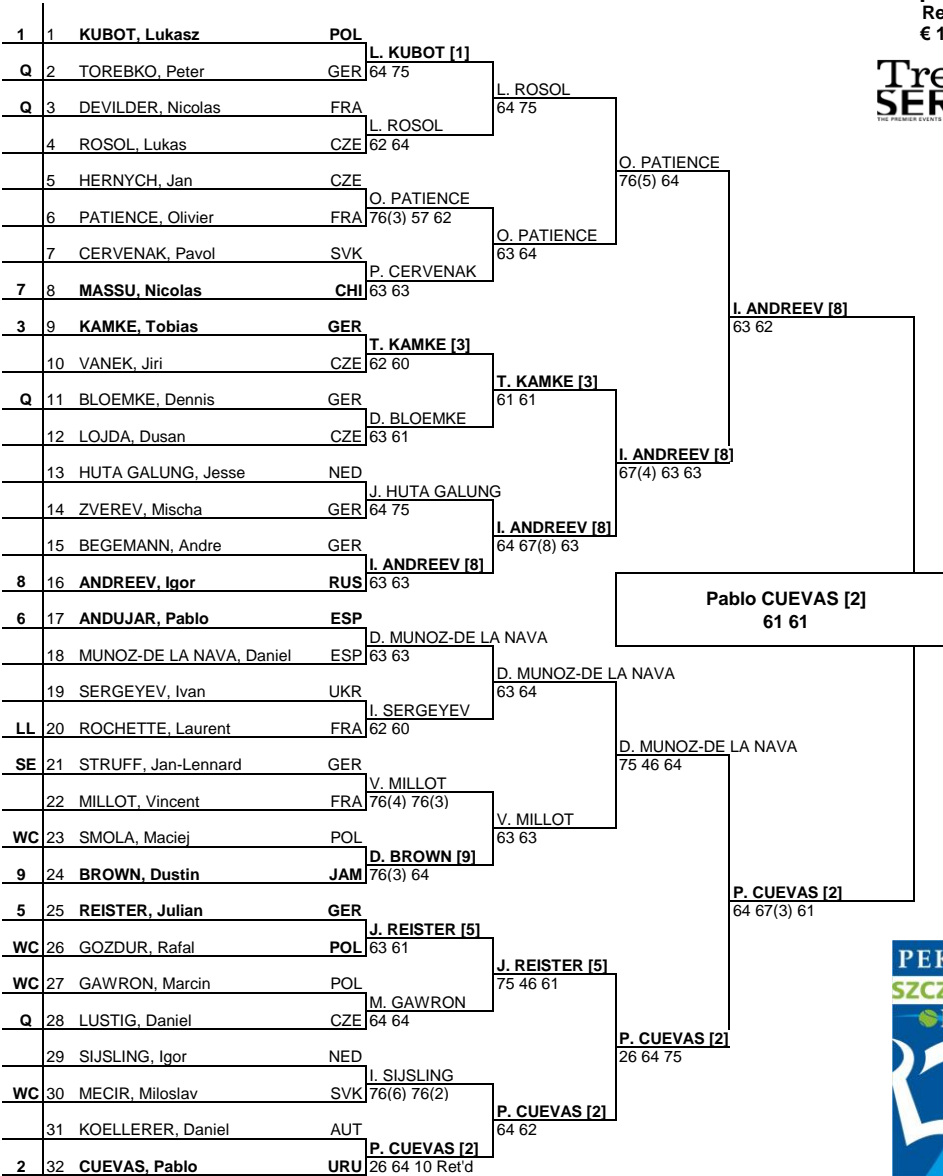 Re
€ 1
Tre
SER
THE PREMIER EVENTS
1 1 KUBOT, Lukasz POL
L. KUBOT [1]
Q 2 TOREBKO, Peter GER 64 75
L. ROSOL
Q 3 DEVILDER, Nicolas FRA 64 75
L. ROSOL
4 ROSOL, Lukas CZE 62 64
O. PATIENCE
5 HERNYCH, Jan CZE 76(5) 64
O. PATIENCE
6 PATIENCE, Olivier FRA 76(3) 57 62
O. PATIENCE
7 CERVENAK, Pavol SVK 63 64
P. CERVENAK
7 8 MASSU, Nicolas CHI 63 63
I. ANDREEV [8]
3 9 KAMKE, Tobias GER 63 62
T. KAMKE [3]
10 VANEK, Jiri CZE 62 60
T. KAMKE [3]
Q 11 BLOEMKE, Dennis GER 61 61
D. BLOEMKE
12 LOJDA, Dusan CZE 63 61
I. ANDREEV [8]
13 HUTA GALUNG, Jesse NED 67(4) 63 63
J. HUTA GALUNG
14 ZVEREV, Mischa GER 64 75
I. ANDREEV [8]
15 BEGEMANN, Andre GER 64 67(8) 63
I. ANDREEV [8]
8 16 ANDREEV, Igor RUS 63 63
Pablo CUEVAS [2]
6 17 ANDUJAR, Pablo ESP 61 61
D. MUNOZ-DE LA NAVA
18 MUNOZ-DE LA NAVA, Daniel ESP 63 63
D. MUNOZ-DE LA NAVA
19 SERGEYEV, Ivan UKR 63 64
I. SERGEYEV
LL 20 ROCHETTE, Laurent FRA 62 60
D. MUNOZ-DE LA NAVA
SE 21 STRUFF, Jan-Lennard GER 75 46 64
V. MILLOT
22 MILLOT, Vincent FRA 76(4) 76(3)
V. MILLOT
WC 23 SMOLA, Maciej POL 63 63
D. BROWN [9]
9 24 BROWN, Dustin JAM 76(3) 64
P. CUEVAS [2]
5 25 REISTER, Julian GER 64 67(3) 61
J. REISTER [5]
WC 26 GOZDUR, Rafal POL 63 61
PEK
J. REISTER [5]
WC 27 GAWRON, Marcin POL 75 46 61
SZCZ
M. GAWRON
Q 28 LUSTIG, Daniel CZE 64 64
P. CUEVAS [2]
29 SIJSLING, Igor NED 26 64 75
I. SIJSLING
WC 30 MECIR, Miloslav SVK 76(6) 76(2)
P. CUEVAS [2]
31 KOELLERER, Daniel AUT 64 62
P. CUEVAS [2]
2 32 CUEVAS, Pablo URU 26 64 10 Ret'd